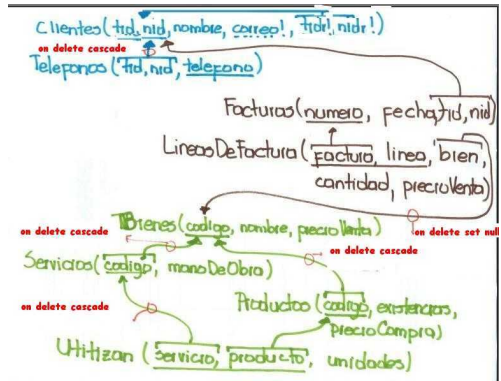 Clientes(tid, nid, nombre, correo!, tidr!, nidr!)
on delete cascade
Telefonos(tid, nid, telefono)
Facturas(numero, fecha, tid, nid)
LineasDeFactura(factura, linea, bien,
cantidad, precioVenta)
Bienes(codigo, nombre, precioVenta)
on delete set null
on delete cascade
on delete cascade
Servicios(codigo, manoDeObra)
on delete cascade
Productos(codigo, existencias,
precioCompra)
Utilizan(servicio, producto, unidades)